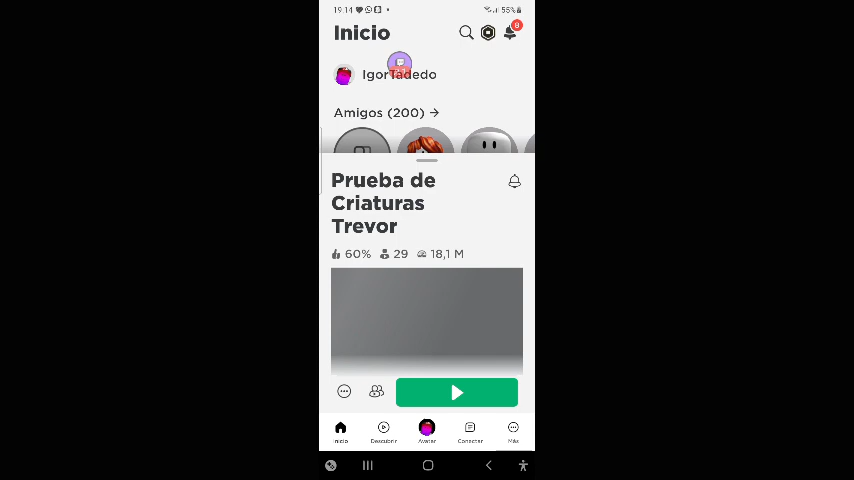 19:14
55%
Inicio
8
IgorTadedo
Amigos (200) →
Prueba de
Criaturas
Trevor
60% 29 18,1 M
Inicio Descubrir Avatar Conectar Más